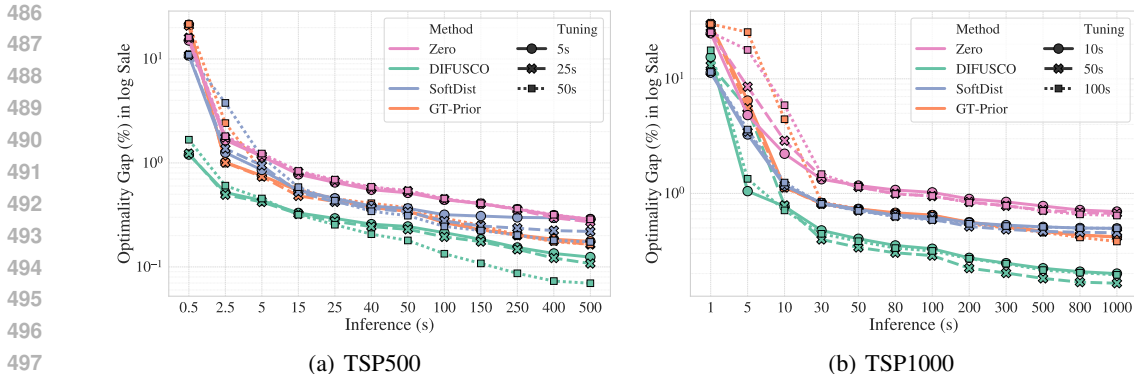 486
487
488
489
490
491
492
493
494
495
496
497
Optimality Gap (%) in log Sale
10¹
10⁰
10⁻¹
Method Tuning
Zero 5s
DIFUSCO 25s
SoftDist 50s
GT-Prior
0.5 2.5 5 15 25 40 50 100 150 250 400 500
Inference (s)
(a) TSP500
Optimality Gap (%) in log Sale
10¹
10⁰
Method Tuning
Zero 10s
DIFUSCO 50s
SoftDist 100s
GT-Prior
1 5 10 30 50 80 100 200 300 500 800 1000
Inference (s)
(b) TSP1000